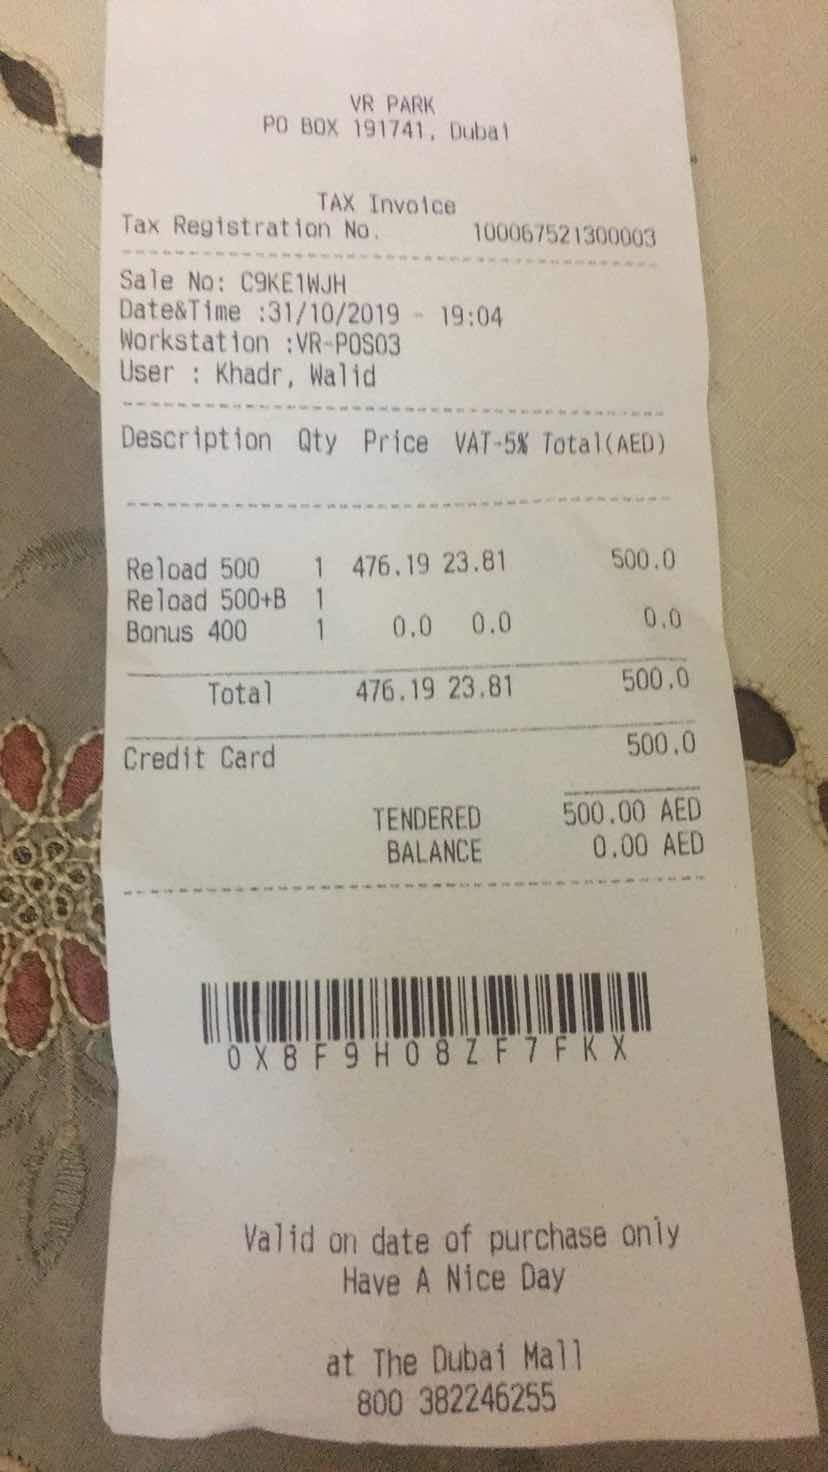 VR PARK
PO BOX 191741, Dubai
TAX Invoice
Tax Registration No. 100067521300003
Sale No: C9KE1WJH
Date&Time :31/10/2019 - 19:04
Workstation :VR-POS03
User : Khadr, Walid
Description Qty Price VAT-5% Total(AED)
Reload 500 1 476.19 23.81 500.0
Reload 500+B 1
Bonus 400 1 0.0 0.0 0.0
Total 476.19 23.81 500.0
Credit Card 500.0
TENDERED 500.00 AED
BALANCE 0.00 AED
0X8F9H08ZF7FKX
Valid on date of purchase only
Have A Nice Day
at The Dubai Mall
800 382246255